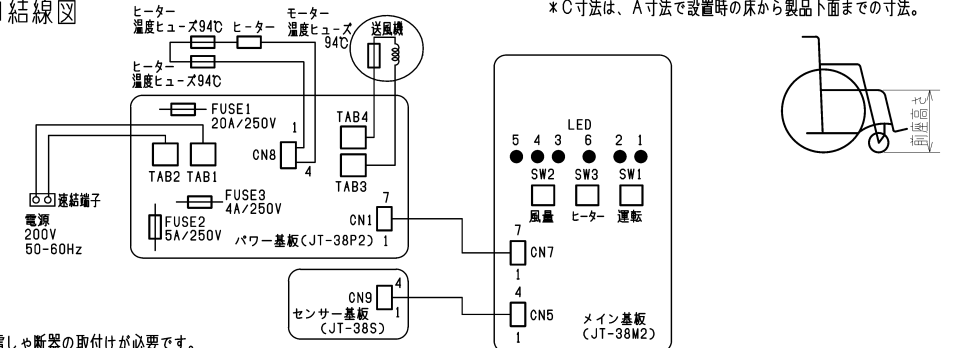 結線図
*C寸法は、A寸法で設置時の床から製品下面までの寸法。
ヒーター
温度ヒューズ94℃
ヒーター
モーター
温度ヒューズ
94℃
送風機
ヒーター
温度ヒューズ94℃
FUSE1
20A/250V
1
CN8
4
TAB4
TAB3
TAB2
TAB1
FUSE3
4A/250V
FUSE2
5A/250V
7
CN1
1
パワー基板(JT-38P2)
速結端子
電源
200V
50-60Hz
LED
5 4 3 6 2 1
SW2 SW3 SW1
風量 ヒーター 運転
7
CN7
1
4
CN5
1
メイン基板
(JT-38M2)
4
CN9
1
センサー基板
(JT-38S)
前座高さ
しゃ断器の取付けが必要です。